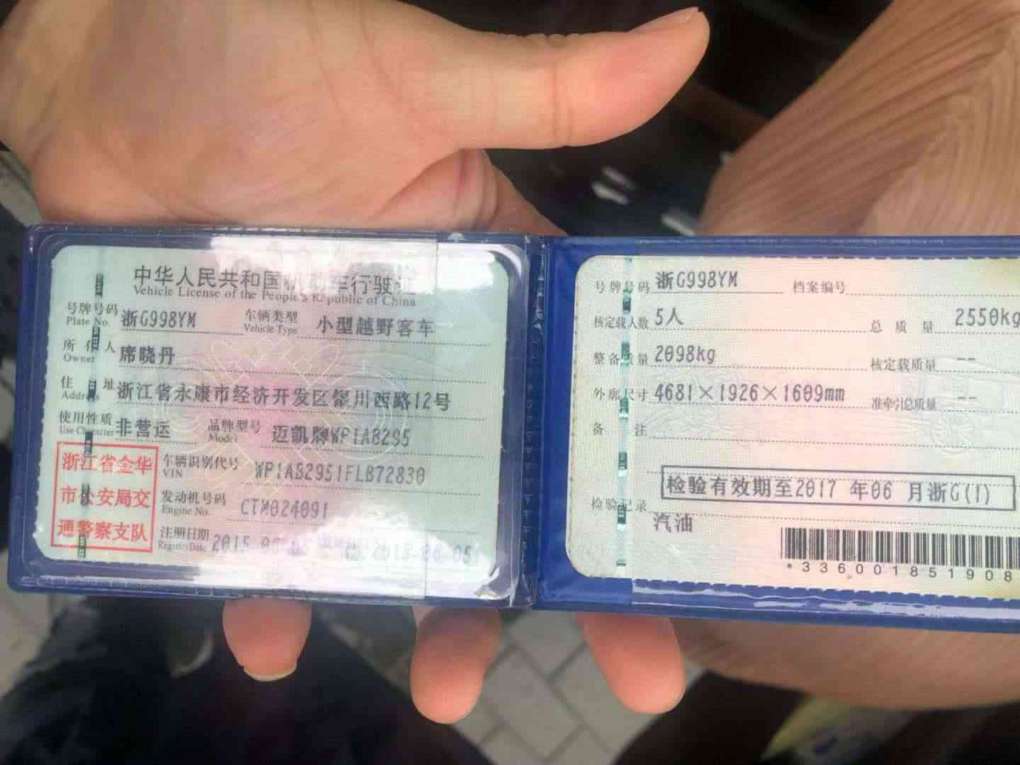 中华人民共和国机动车行驶证
Vehicle License of the People's Republic of China
号牌号码 Plate No. 浙G998YM 车辆类型 Vehicle Type 小型越野客车
所有人 Owner 席晓丹
住址 Address 浙江省永康市经济开发区 川西路12号
使用性质 Use Character 非营运 品牌型号 Model 迈凯牌WP1AB295
浙江省金华
市公安局交
通警察支队
车辆识别代号 VIN WP1AB2951FLB72830
发动机号码 Engine No. CTM024091
注册日期 Register Date 2015
号牌号码 浙G998YM 档案编号
核定载人数 5人 总质量 2550kg
整备质量 2098kg 核定载质量 --
外廓尺寸 4681×1926×1609mm 准牵引总质量 --
备注
检验有效期至2017 年06 月浙G(1)
检验记录
汽油
*336001851908